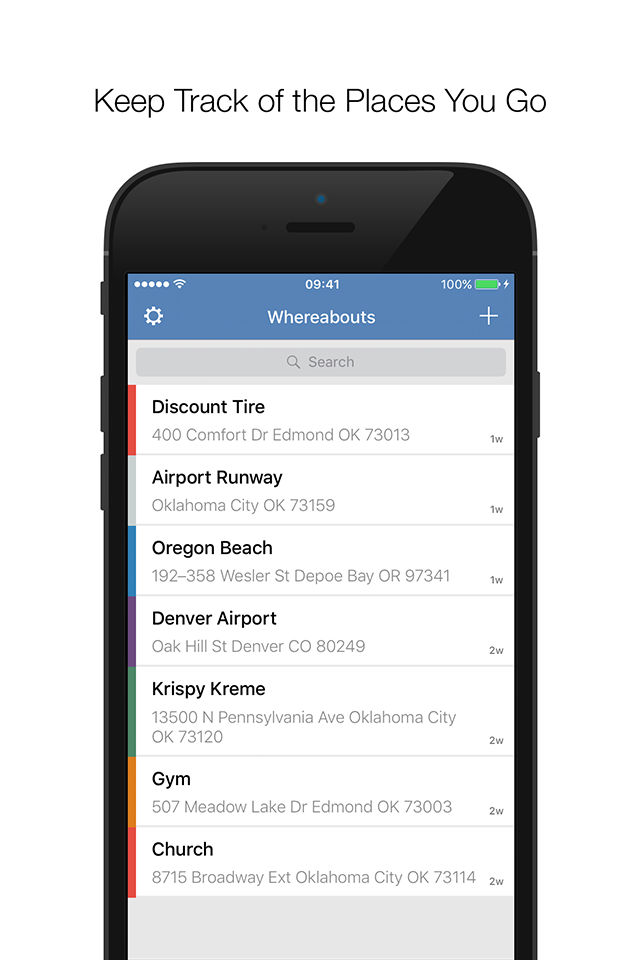 Keep Track of the Places You Go
09:41
100%
Whereabouts
Search
Discount Tire
400 Comfort Dr Edmond OK 73013
1w
Airport Runway
Oklahoma City OK 73159
1w
Oregon Beach
192–358 Wesler St Depoe Bay OR 97341
1w
Denver Airport
Oak Hill St Denver CO 80249
2w
Krispy Kreme
13500 N Pennsylvania Ave Oklahoma City
OK 73120
2w
Gym
507 Meadow Lake Dr Edmond OK 73003
2w
Church
8715 Broadway Ext Oklahoma City OK 73114
2w